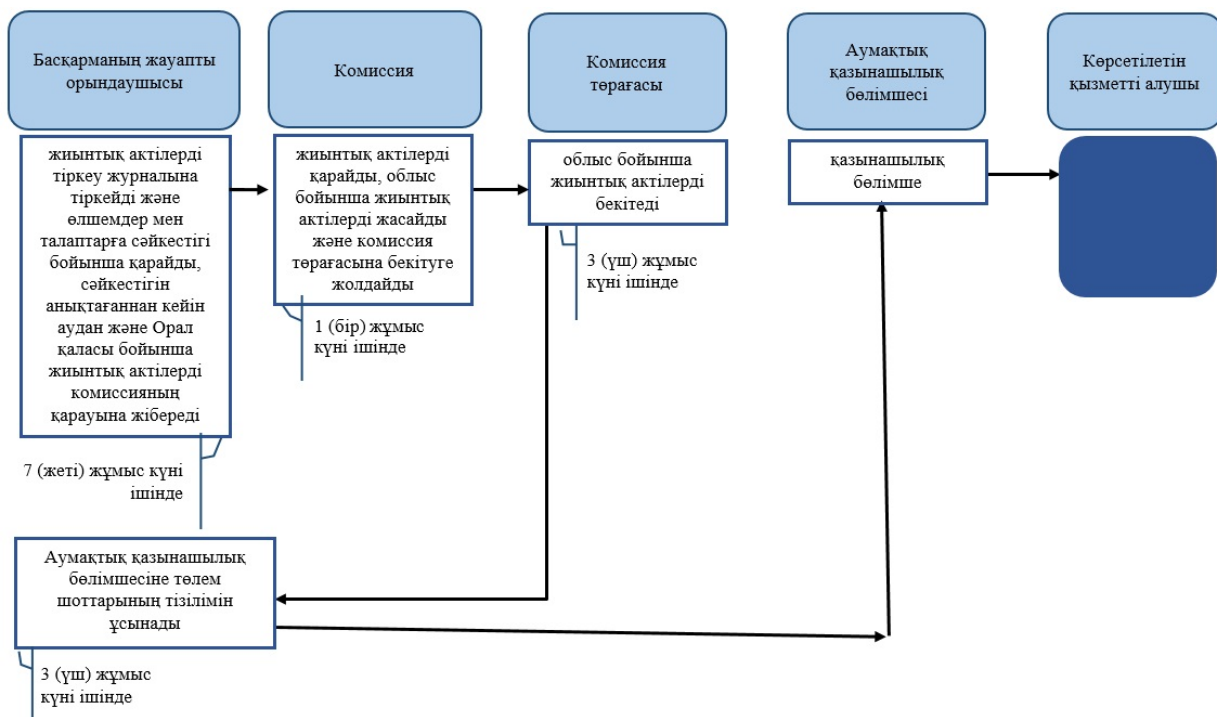 Басқарманың жауапты
орындаушысы
Комиссия
Комиссия
төрағасы
Аумақтық
қазынашылық
бөлімшесі
Көрсетілетін
қызметті алушы
жиынтық актілерді
тіркеу журналына
тіркейді және
өлшемдер мен
талаптарға сәйкестігі
бойынша қарайды,
сәйкестігін
анықтағаннан кейін
аудан және Орал
қаласы бойынша
жиынтық актілерді
комиссияның
қарауына жібереді
7 (жеті) жұмыс күні
ішінде
жиынтық актілерді
қарайды, облыс
бойынша жиынтық
актілерді жасайды
және комиссия
төрағасына бекітуге
жолдайды
1 (бір) жұмыс
күні ішінде
облыс бойынша
жиынтық актілерді
бекітеді
3 (үш) жұмыс
күні ішінде
қазынашылық
бөлімше
Аумақтық қазынашылық
бөлімшесіне төлем
шоттарының тізілімін
ұсынады
3 (үш) жұмыс
күні ішінде